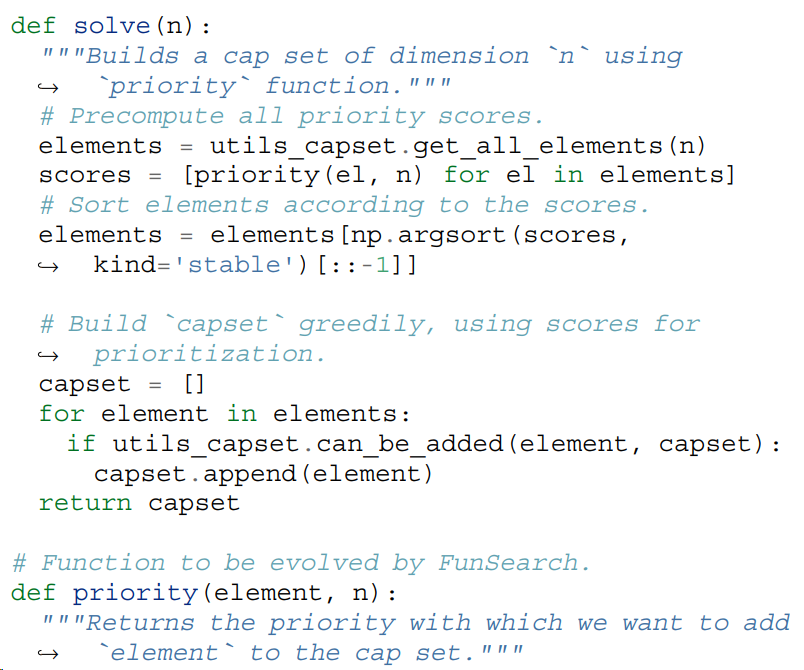 def solve(n):
  """Builds a cap set of dimension `n` using
↪ `priority` function."""
  # Precompute all priority scores.
  elements = utils_capset.get_all_elements(n)
  scores = [priority(el, n) for el in elements]
  # Sort elements according to the scores.
  elements = elements[np.argsort(scores,
↪ kind='stable')[::-1]]

  # Build `capset` greedily, using scores for
↪ prioritization.
  capset = []
  for element in elements:
    if utils_capset.can_be_added(element, capset):
      capset.append(element)
  return capset

# Function to be evolved by FunSearch.
def priority(element, n):
  """Returns the priority with which we want to add
↪ `element` to the cap set."""